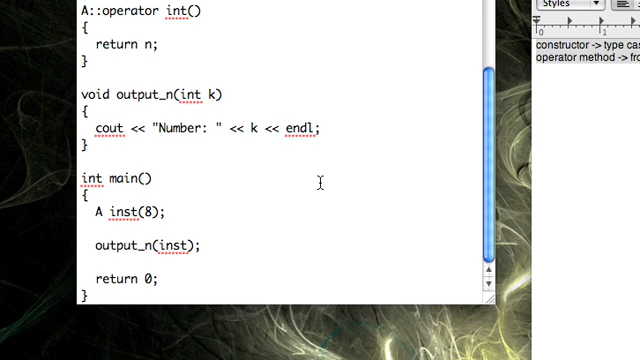 A::operator int()
{
return n;
}
void output_n(int k)
{
cout << "Number: " << k << endl;
}
int main()
{
A inst(8);
output_n(inst);
return 0;
}
Styles
0 1
constructor -> type cas
operator method -> fro